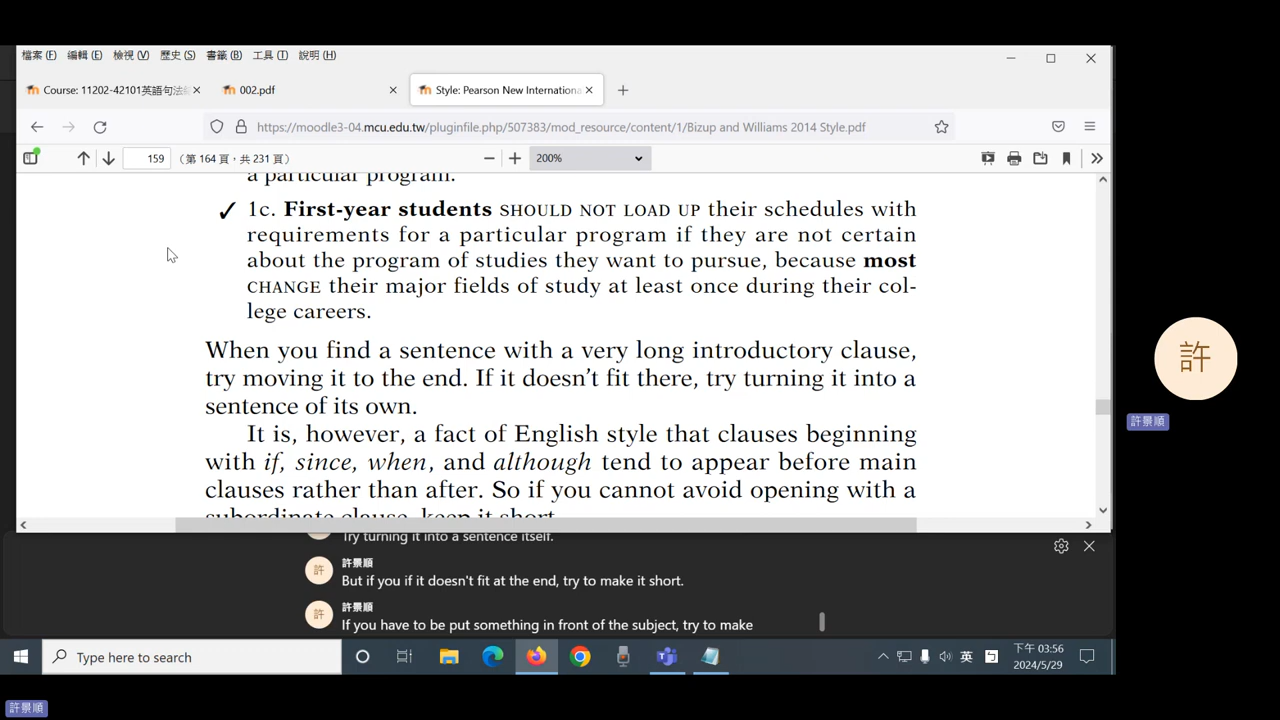 檔案 (F) 編輯 (E) 檢視 (V) 歷史 (S) 書籤 (B) 工具 (T) 說明 (H)
Course: 11202-42101英語句法 002.pdf Style: Pearson New Internationa
https://moodle3-04.mcu.edu.tw/pluginfile.php/507383/mod_resource/content/1/Bizup and Williams 2014 Style.pdf
159 (第 164 頁，共 231 頁) 200%
a particular program.
✓ 1c. First-year students SHOULD NOT LOAD UP their schedules with
requirements for a particular program if they are not certain
about the program of studies they want to pursue, because most
CHANGE their major fields of study at least once during their col-
lege careers.
When you find a sentence with a very long introductory clause,
try moving it to the end. If it doesn't fit there, try turning it into a
sentence of its own.
It is, however, a fact of English style that clauses beginning
with if, since, when, and although tend to appear before main
clauses rather than after. So if you cannot avoid opening with a
subordinate clause, keep it short.
許
許景順
Try turning it into a sentence itself.
許景順
許 But if you if it doesn't fit at the end, try to make it short.
許景順
許 If you have to be put something in front of the subject, try to make
Type here to search
英
下午 03:56
2024/5/29
許景順